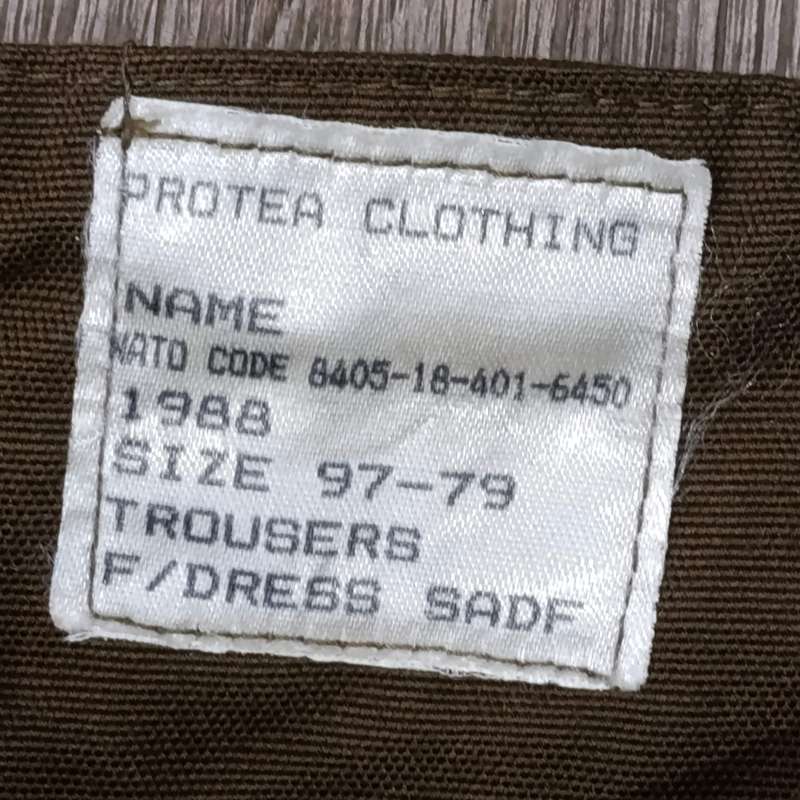 PROTEA CLOTHING
NAME
NATO CODE 8405-18-401-6450
1988
SIZE 97-79
TROUSERS
F/DRESS SADF